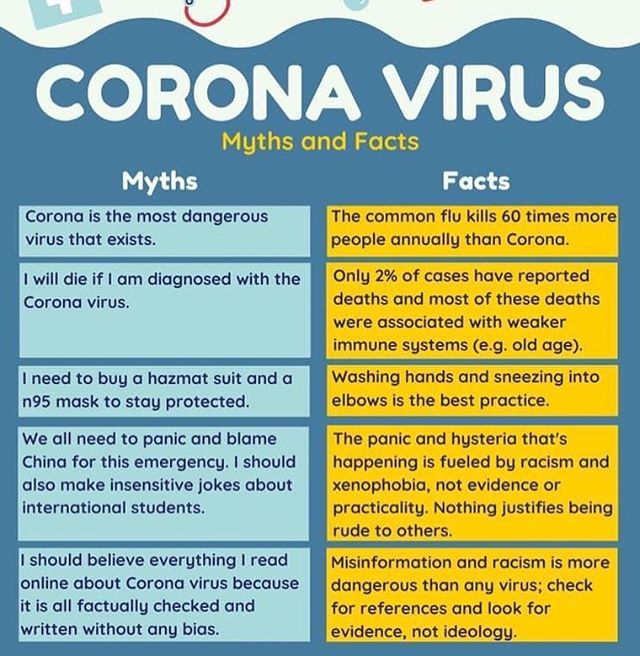 CORONA VIRUS
Myths and Facts
Myths
Facts
Corona is the most dangerous
virus that exists.
The common flu kills 60 times more
people annually than Corona.
I will die if I am diagnosed with the
Corona virus.
Only 2% of cases have reported
deaths and most of these deaths
were associated with weaker
immune systems (e.g. old age).
I need to buy a hazmat suit and a
n95 mask to stay protected.
Washing hands and sneezing into
elbows is the best practice.
We all need to panic and blame
China for this emergency. I should
also make insensitive jokes about
international students.
The panic and hysteria that's
happening is fueled by racism and
xenophobia, not evidence or
practicality. Nothing justifies being
rude to others.
I should believe everything I read
online about Corona virus because
it is all factually checked and
written without any bias.
Misinformation and racism is more
dangerous than any virus; check
for references and look for
evidence, not ideology.